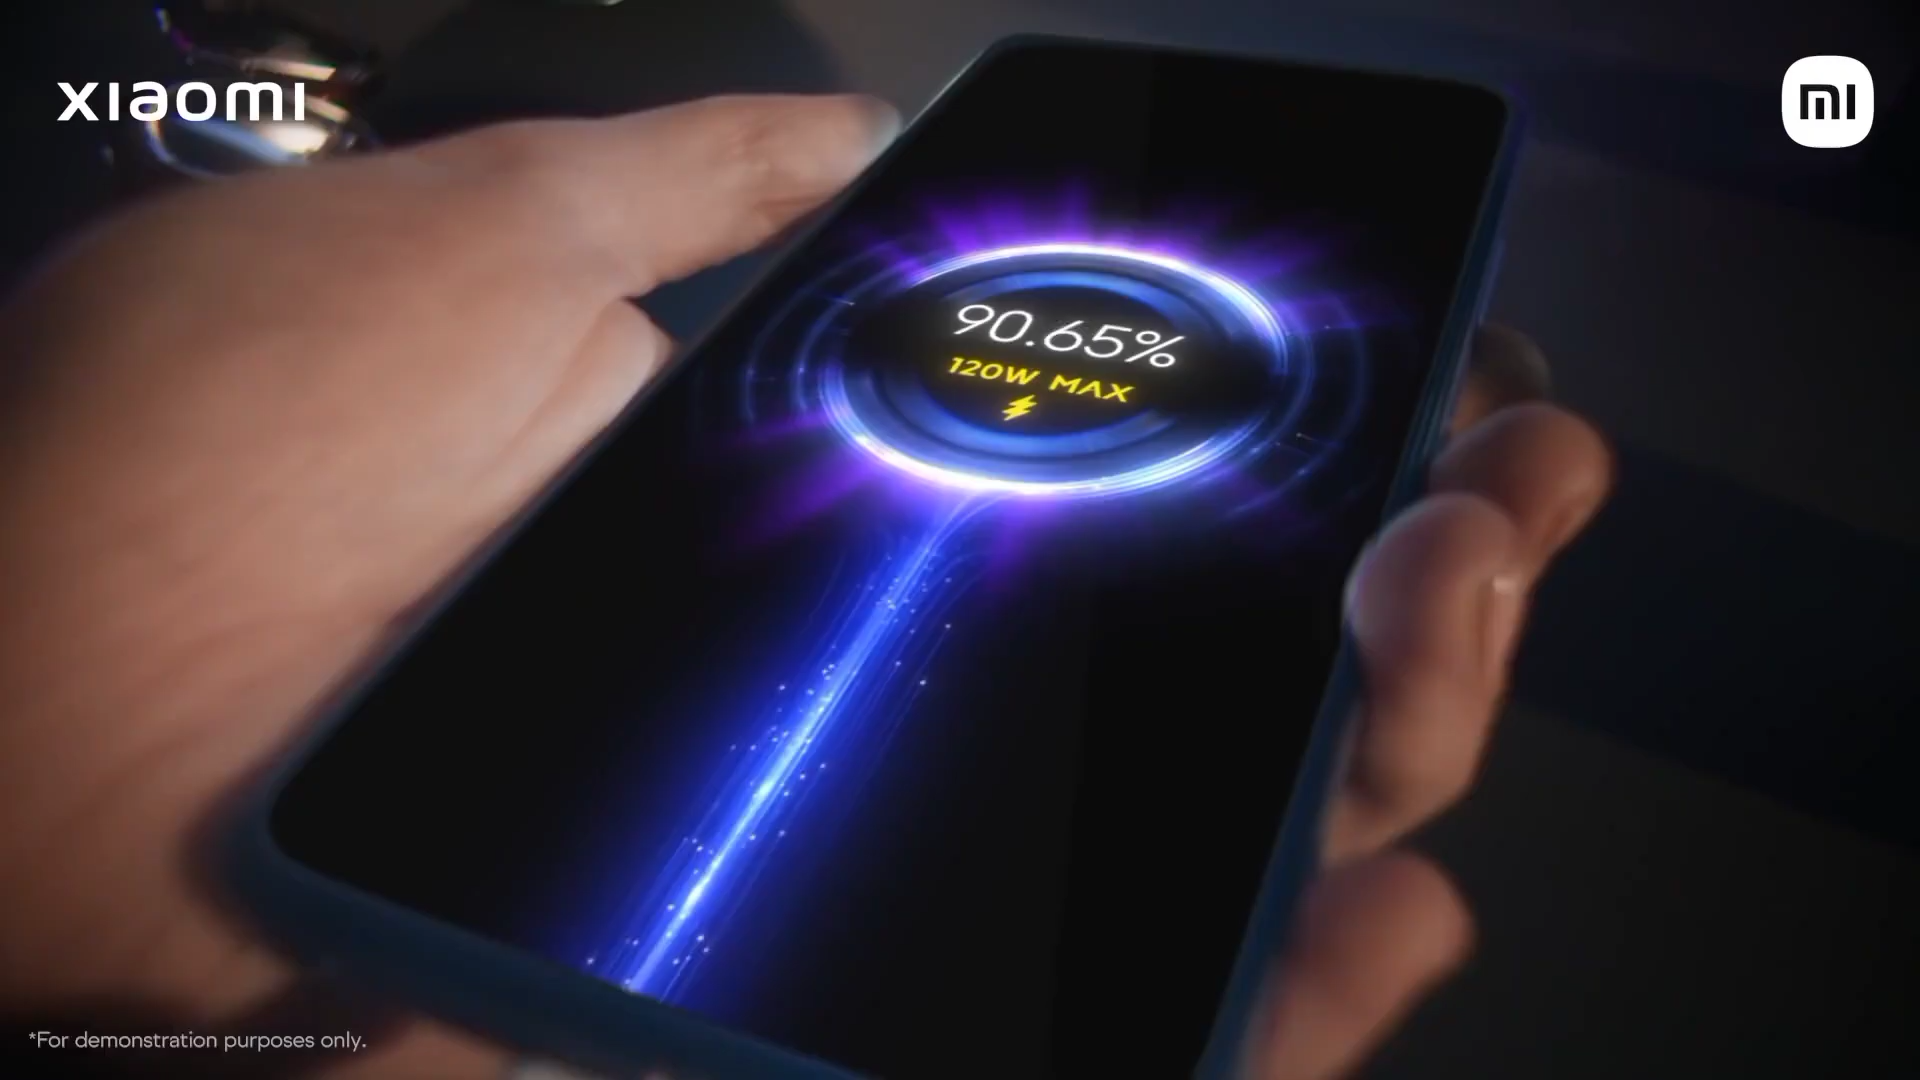 xiaomi
mi
90.65%
120W MAX
*For demonstration purposes only.